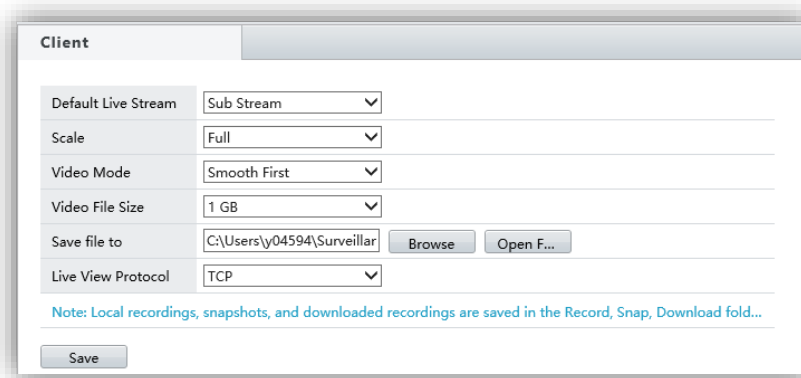 Client
Default Live Stream Sub Stream
Scale Full
Video Mode Smooth First
Video File Size 1 GB
Save file to C:\Users\y04594\Surveillar Browse Open F...
Live View Protocol TCP
Note: Local recordings, snapshots, and downloaded recordings are saved in the Record, Snap, Download fold...
Save